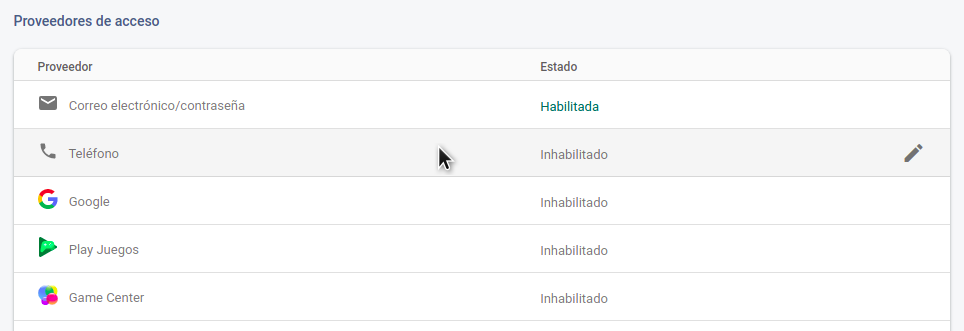 Proveedores de acceso
Proveedor Estado
Correo electrónico/contraseña Habilitada
Teléfono Inhabilitado
Google Inhabilitado
Play Juegos Inhabilitado
Game Center Inhabilitado